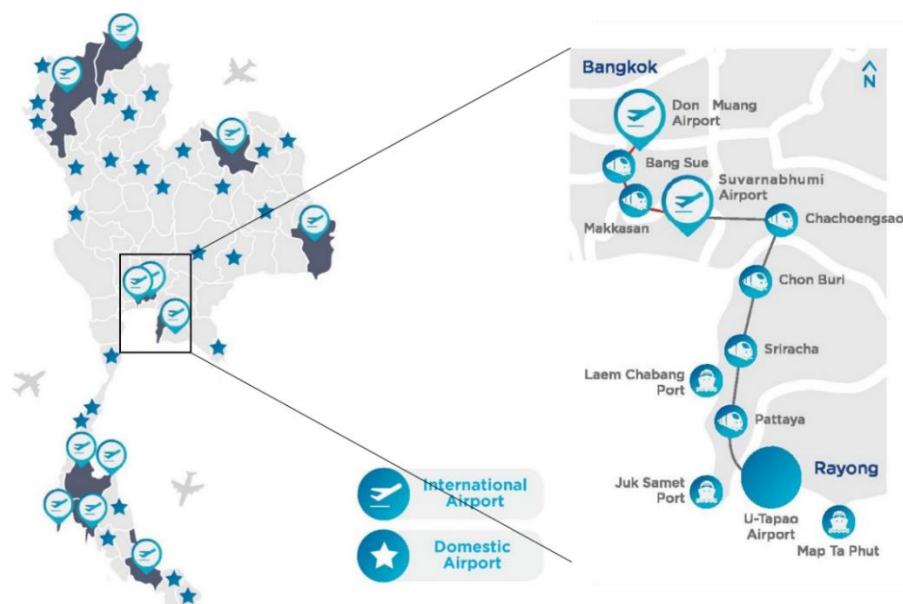 Bangkok
N
Don Muang
Airport
Bang Sue
Suvarnabhumi
Airport
Makkasan
Chachoengsao
Chon Buri
Sriracha
Laem Chabang
Port
Pattaya
Rayong
Juk Samet
Port
U-Tapao
Airport
Map Ta Phut
International
Airport
Domestic
Airport